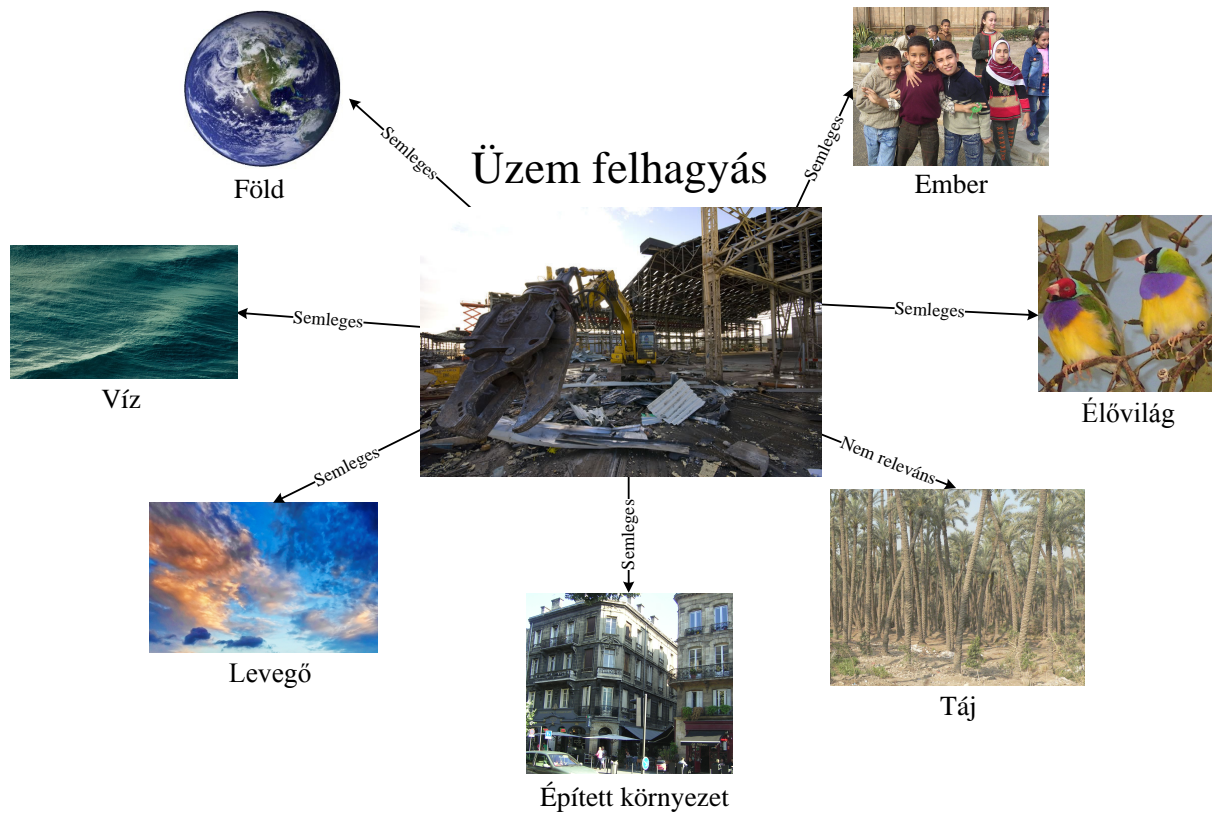 Üzem felhagyás
Semleges
Föld
Semleges
Ember
Semleges
Víz
Semleges
Élővilág
Semleges
Levegő
Semleges
Épített környezet
Nem releváns
Táj